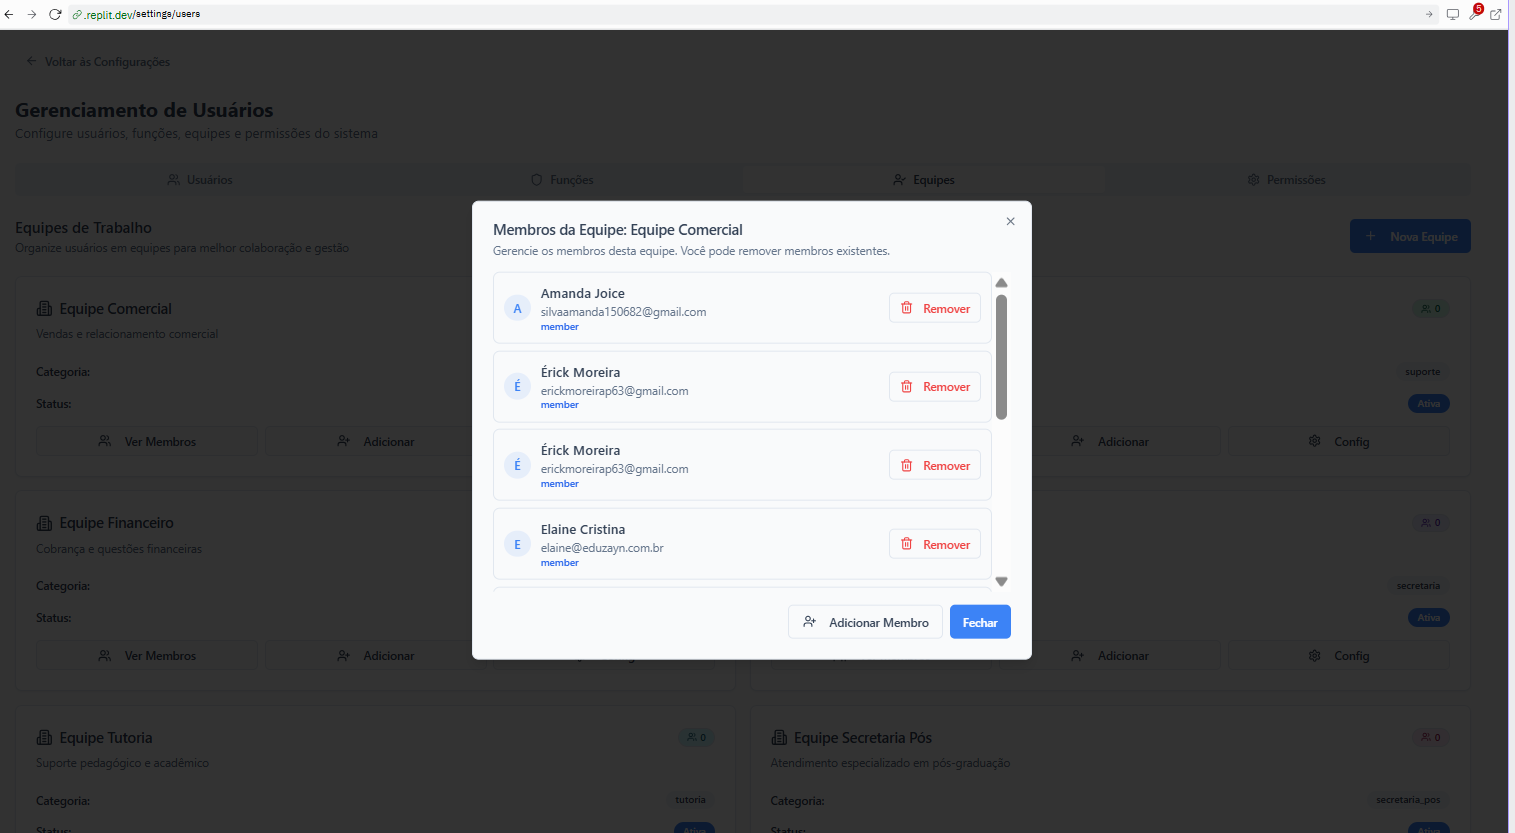 .replit.dev/settings/users
5
Voltar ás Configurações
Gerenciamento de Usuários
Configure usuários, funções, equipes e permissões do sistema
Usuários
Funções
Equipes
Permissões
Equipes de Trabalho
Organize usuários em equipes para melhor colaboração e gestão
Nova Equipe
Equipe Comercial
0
Vendas e relacionamento comercial
Categoria:
suporte
Status:
Ativa
Ver Membros
Adicionar
Adicionar
Config
Membros da Equipe: Equipe Comercial
Gerencie os membros desta equipe. Você pode remover membros existentes.
A
Amanda Joice
silvaamanda150682@gmail.com
member
Remover
É
Érick Moreira
erickmoreirap63@gmail.com
member
Remover
É
Érick Moreira
erickmoreirap63@gmail.com
member
Remover
E
Elaine Cristina
elaine@eduzayn.com.br
member
Remover
Adicionar Membro
Fechar
Equipe Financeiro
0
Cobrança e questões financeiras
Categoria:
secretaria
Status:
Ativa
Ver Membros
Adicionar
Adicionar
Config
Equipe Tutoria
0
Suporte pedagógico e acadêmico
Categoria:
tutoria
Status:
Ativa
Equipe Secretaria Pós
0
Atendimento especializado em pós-graduação
Categoria:
secretaria_pos
Status:
Ativa